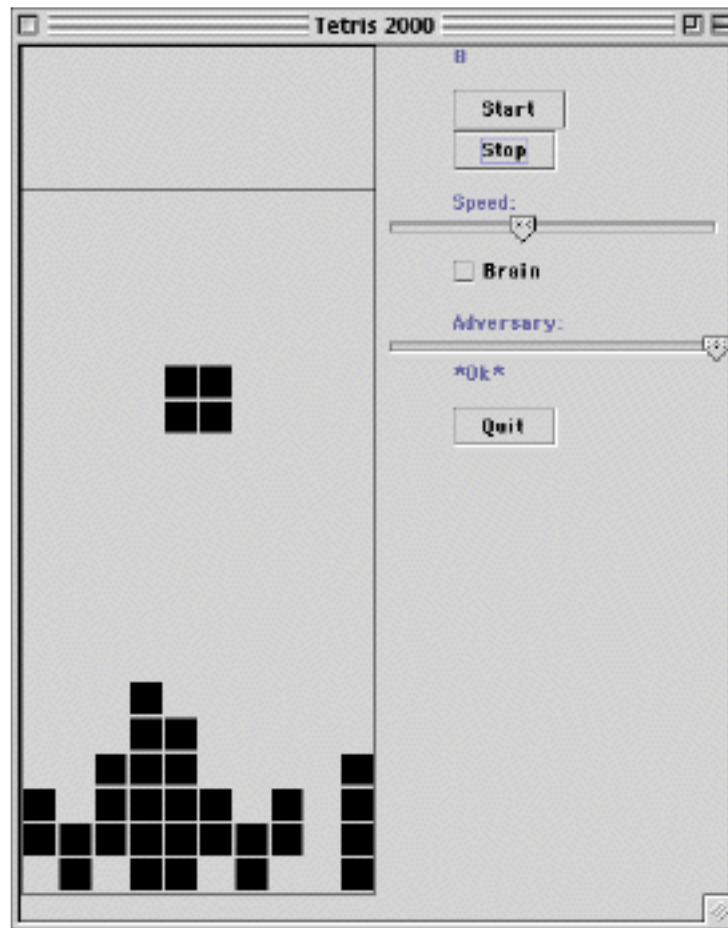 Tetris 2000
8
Start
Stop
Speed:
Brain
Adversary:
*Ok*
Quit